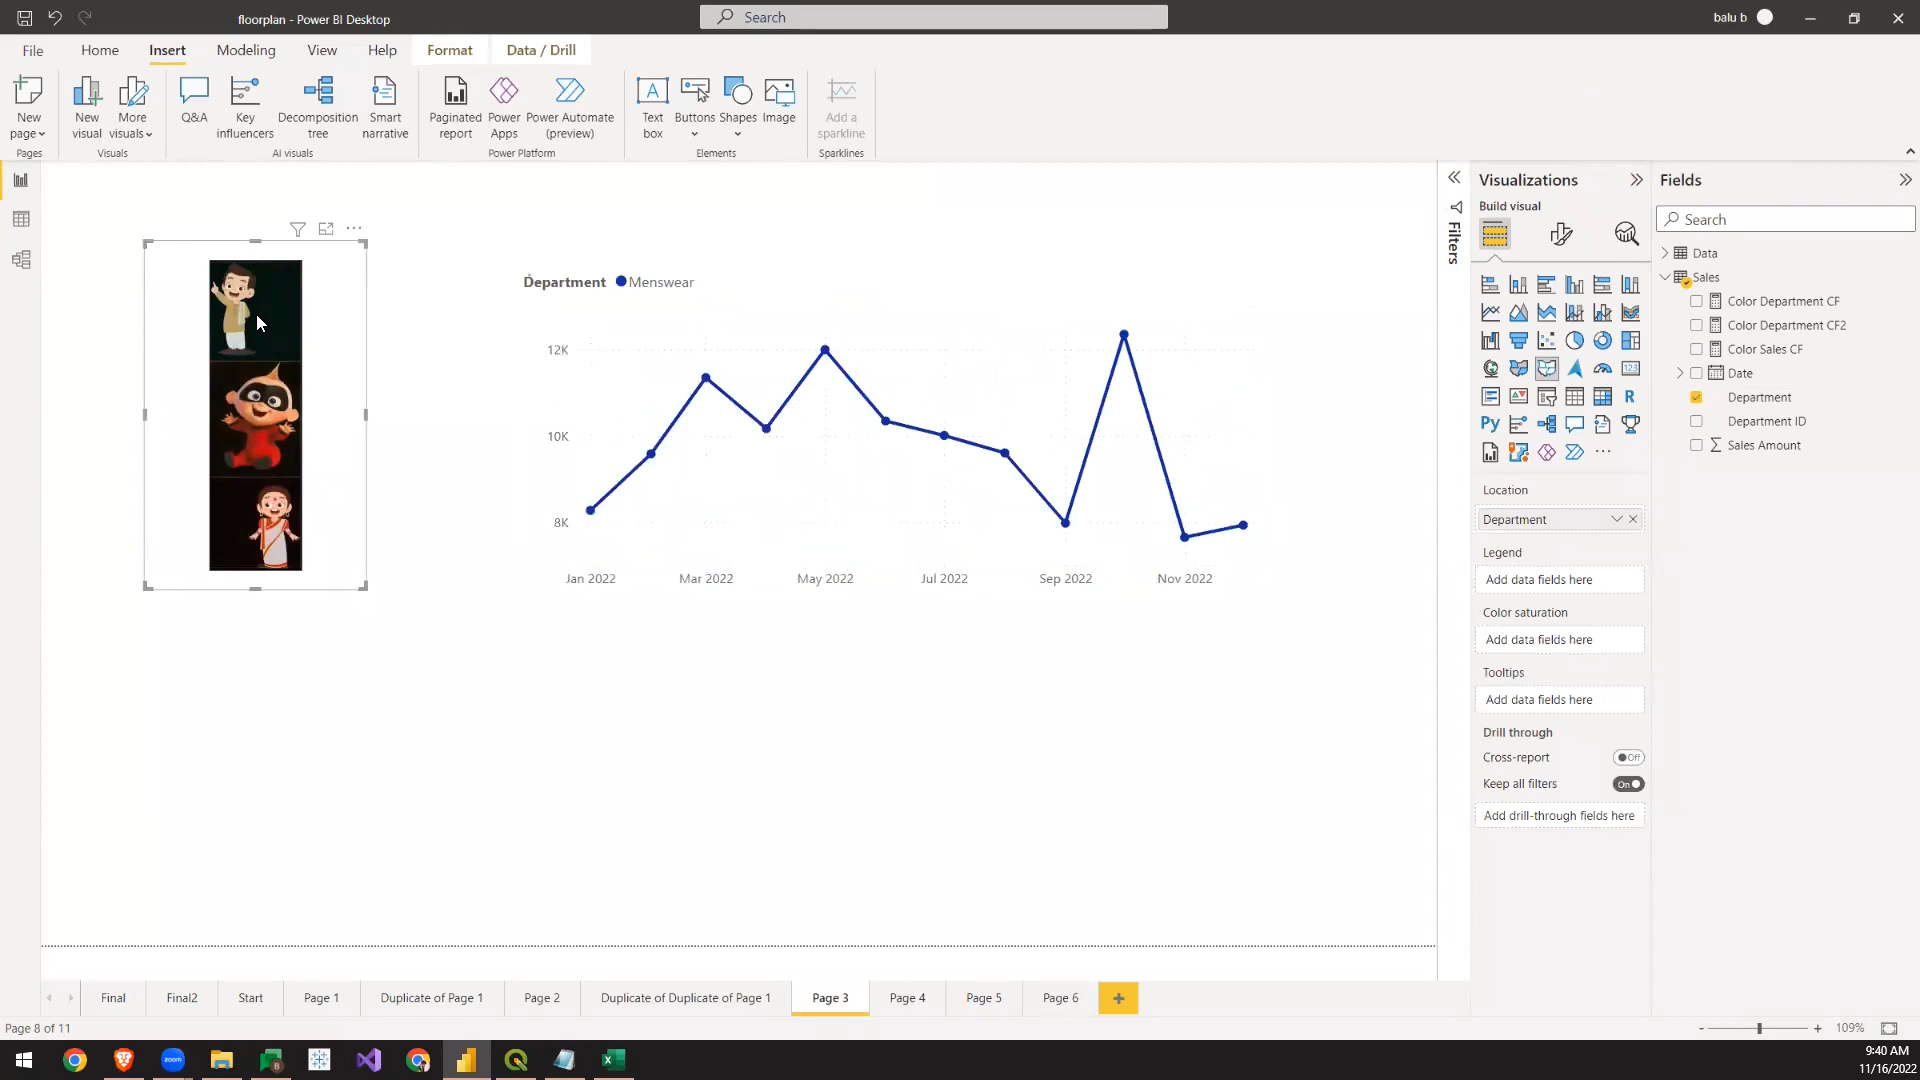 floorplan - Power BI Desktop
Search
balu b
File
Home
Insert
Modeling
View
Help
Format
Data / Drill
New page
New visual
More visuals
Q&A
Key influencers
Decomposition tree
Smart narrative
Paginated report
Power Apps
Power Automate (preview)
Text box
Buttons
Shapes
Image
Add a sparkline
Pages
Visuals
AI visuals
Power Platform
Elements
Sparklines
Department
Menswear
12K
10K
8K
Jan 2022
Mar 2022
May 2022
Jul 2022
Sep 2022
Nov 2022
Filters
Visualizations
Build visual
123
R
Py
Location
Department
Legend
Add data fields here
Color saturation
Add data fields here
Tooltips
Add data fields here
Drill through
Cross-report
Off
Keep all filters
On
Add drill-through fields here
Fields
Search
Data
Sales
Color Department CF
Color Department CF2
Color Sales CF
Date
Department
Department ID
Sales Amount
Final
Final2
Start
Page 1
Duplicate of Page 1
Page 2
Duplicate of Duplicate of Page 1
Page 3
Page 4
Page 5
Page 6
Page 8 of 11
109%
zoom
B
9:40 AM
11/16/2022